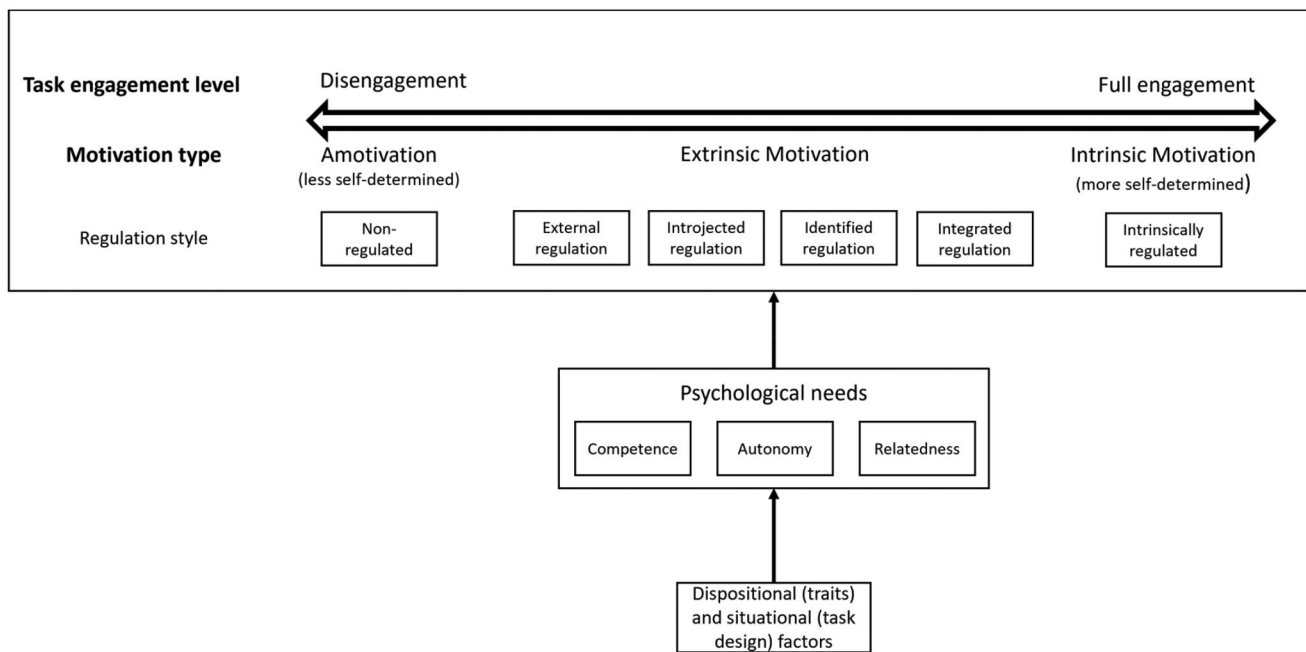 Task engagement level
Disengagement
Full engagement
Motivation type
Amotivation
(less self-determined)
Extrinsic Motivation
Intrinsic Motivation
(more self-determined)
Regulation style
Non-
regulated
External
regulation
Introjected
regulation
Identified
regulation
Integrated
regulation
Intrinsically
regulated
Psychological needs
Competence
Autonomy
Relatedness
Dispositional (traits)
and situational (task
design) factors